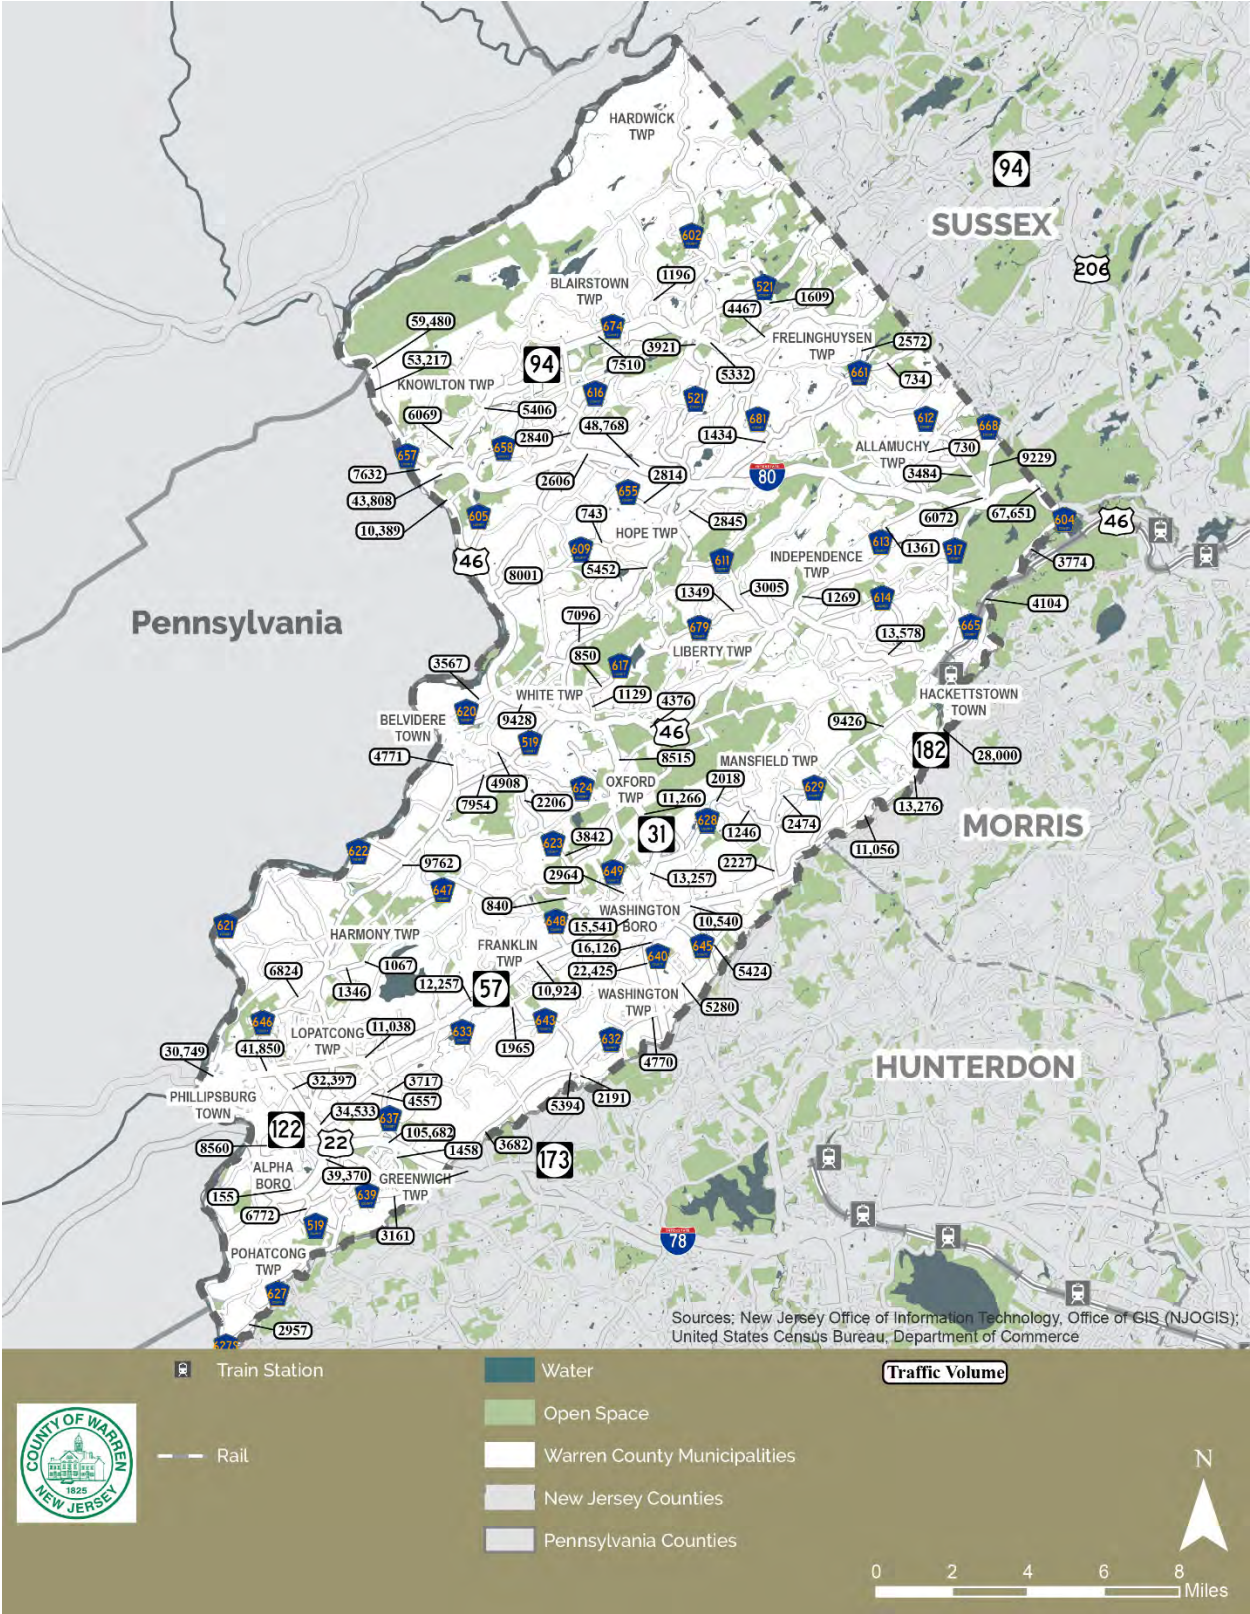 HARDWICK
TWP
94
SUSSEX
206
602
1196
BLAIRSTOWN
TWP
521
1609
4467
59,480
674
3921
7510
5332
FRELINGHUYSEN
TWP
2572
53,217
94
KNOWLTON TWP
661
734
616
521
5406
6069
48,768
681
612
668
2840
1434
ALLAMUCHY
TWP
730
9229
657
658
7632
2606
2814
80
3484
43,808
655
6072
67,651
10,389
605
743
2845
604
46
HOPE TWP
613
1361
517
609
611
INDEPENDENCE
TWP
3774
46
5452
8001
1349
3005
1269
614
4104
Pennsylvania
7096
679
13,578
665
LIBERTY TWP
850
617
3567
WHITE TWP
1129
4376
HACKETTSTOWN
TOWN
620
9428
BELVIDERE
TOWN
46
9426
519
182
4771
8515
28,000
MANSFIELD TWP
4908
624
OXFORD
TWP
2018
629
7954
2206
11,266
13,276
628
1246
2474
MORRIS
31
623
3842
11,056
622
9762
2964
649
2227
13,257
647
840
621
648
WASHINGTON
BORO
10,540
15,541
HARMONY TWP
FRANKLIN
TWP
16,126
645
640
5424
6824
1067
22,425
12,257
57
1346
10,924
WASHINGTON
TWP
5280
646
LOPATCONG
TWP
11,038
633
643
632
30,749
41,850
1965
4770
HUNTERDON
PHILLIPSBURG
TOWN
32,397
3717
4557
5394
2191
34,533
637
122
22
105,682
3682
8560
1458
173
ALPHA
BORO
39,370
GREENWICH
TWP
155
639
6772
519
3161
78
POHATCONG
TWP
627
2957
627S
Sources; New Jersey Office of Information Technology, Office of GIS (NJOGIS);
United States Census Bureau, Department of Commerce
Train Station
Water
Traffic Volume
Open Space
COUNTY OF WARREN
1825
NEW JERSEY
Rail
Warren County Municipalities
N
New Jersey Counties
Pennsylvania Counties
0 2 4 6 8
Miles